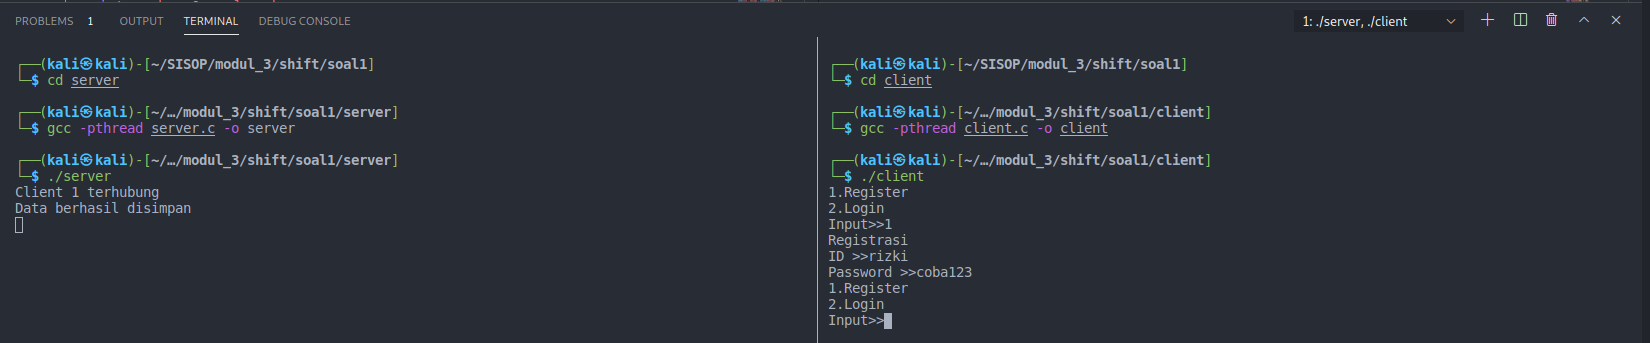 PROBLEMS 1 OUTPUT TERMINAL DEBUG CONSOLE 1: ./server, ./client
┌──(kali㉿kali)-[~/SISOP/modul_3/shift/soal1]
└─$ cd server
┌──(kali㉿kali)-[~/…/modul_3/shift/soal1/server]
└─$ gcc -pthread server.c -o server
┌──(kali㉿kali)-[~/…/modul_3/shift/soal1/server]
└─$ ./server
Client 1 terhubung
Data berhasil disimpan
┌──(kali㉿kali)-[~/SISOP/modul_3/shift/soal1]
└─$ cd client
┌──(kali㉿kali)-[~/…/modul_3/shift/soal1/client]
└─$ gcc -pthread client.c -o client
┌──(kali㉿kali)-[~/…/modul_3/shift/soal1/client]
└─$ ./client
1.Register
2.Login
Input>>1
Registrasi
ID >>rizki
Password >>coba123
1.Register
2.Login
Input>>